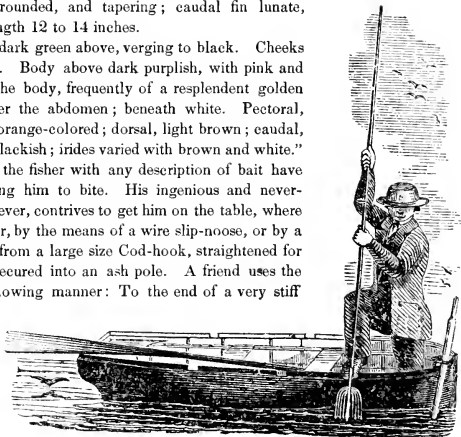 rounded, and tapering; caudal fin lunate,
gth 12 to 14 inches.
dark green above, verging to black. Cheeks
. Body above dark purplish, with pink and
he body, frequently of a resplendent golden
er the abdomen; beneath white. Pectoral,
orange-colored; dorsal, light brown; caudal,
lackish; irides varied with brown and white."
the fisher with any description of bait have
ng him to bite. His ingenious and never-
ever, contrives to get him on the table, where
r, by the means of a wire slip-noose, or by a
from a large size Cod-hook, straightened for
ecured into an ash pole. A friend uses the
lowing manner: To the end of a very stiff